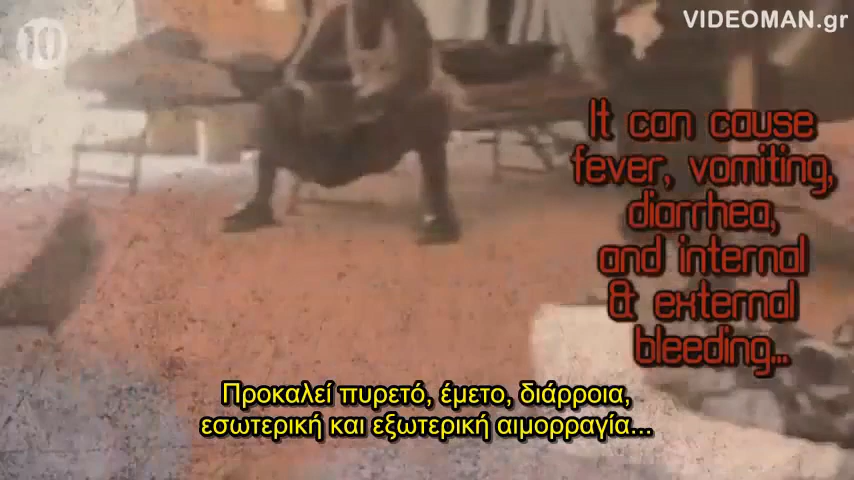 10
VIDEOMAN.gr
It can cause
fever, vomiting,
diarrhea,
and internal
& external
bleeding...
Προκαλεί πυρετό, έμετο, διάρροια,
εσωτερική και εξωτερική αιμορραγία...